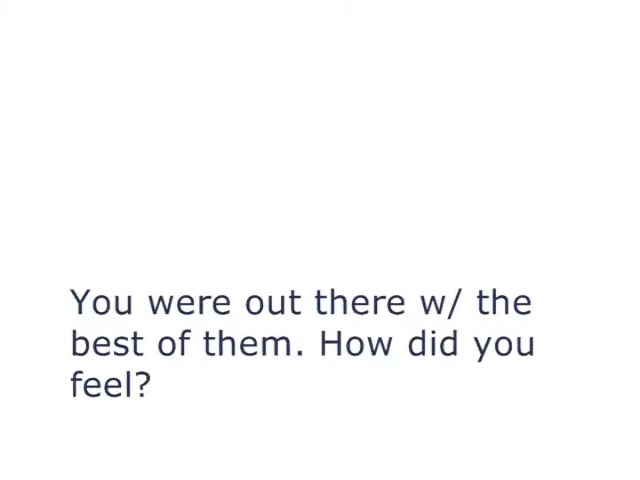 You were out there w/ the
best of them. How did you
feel?